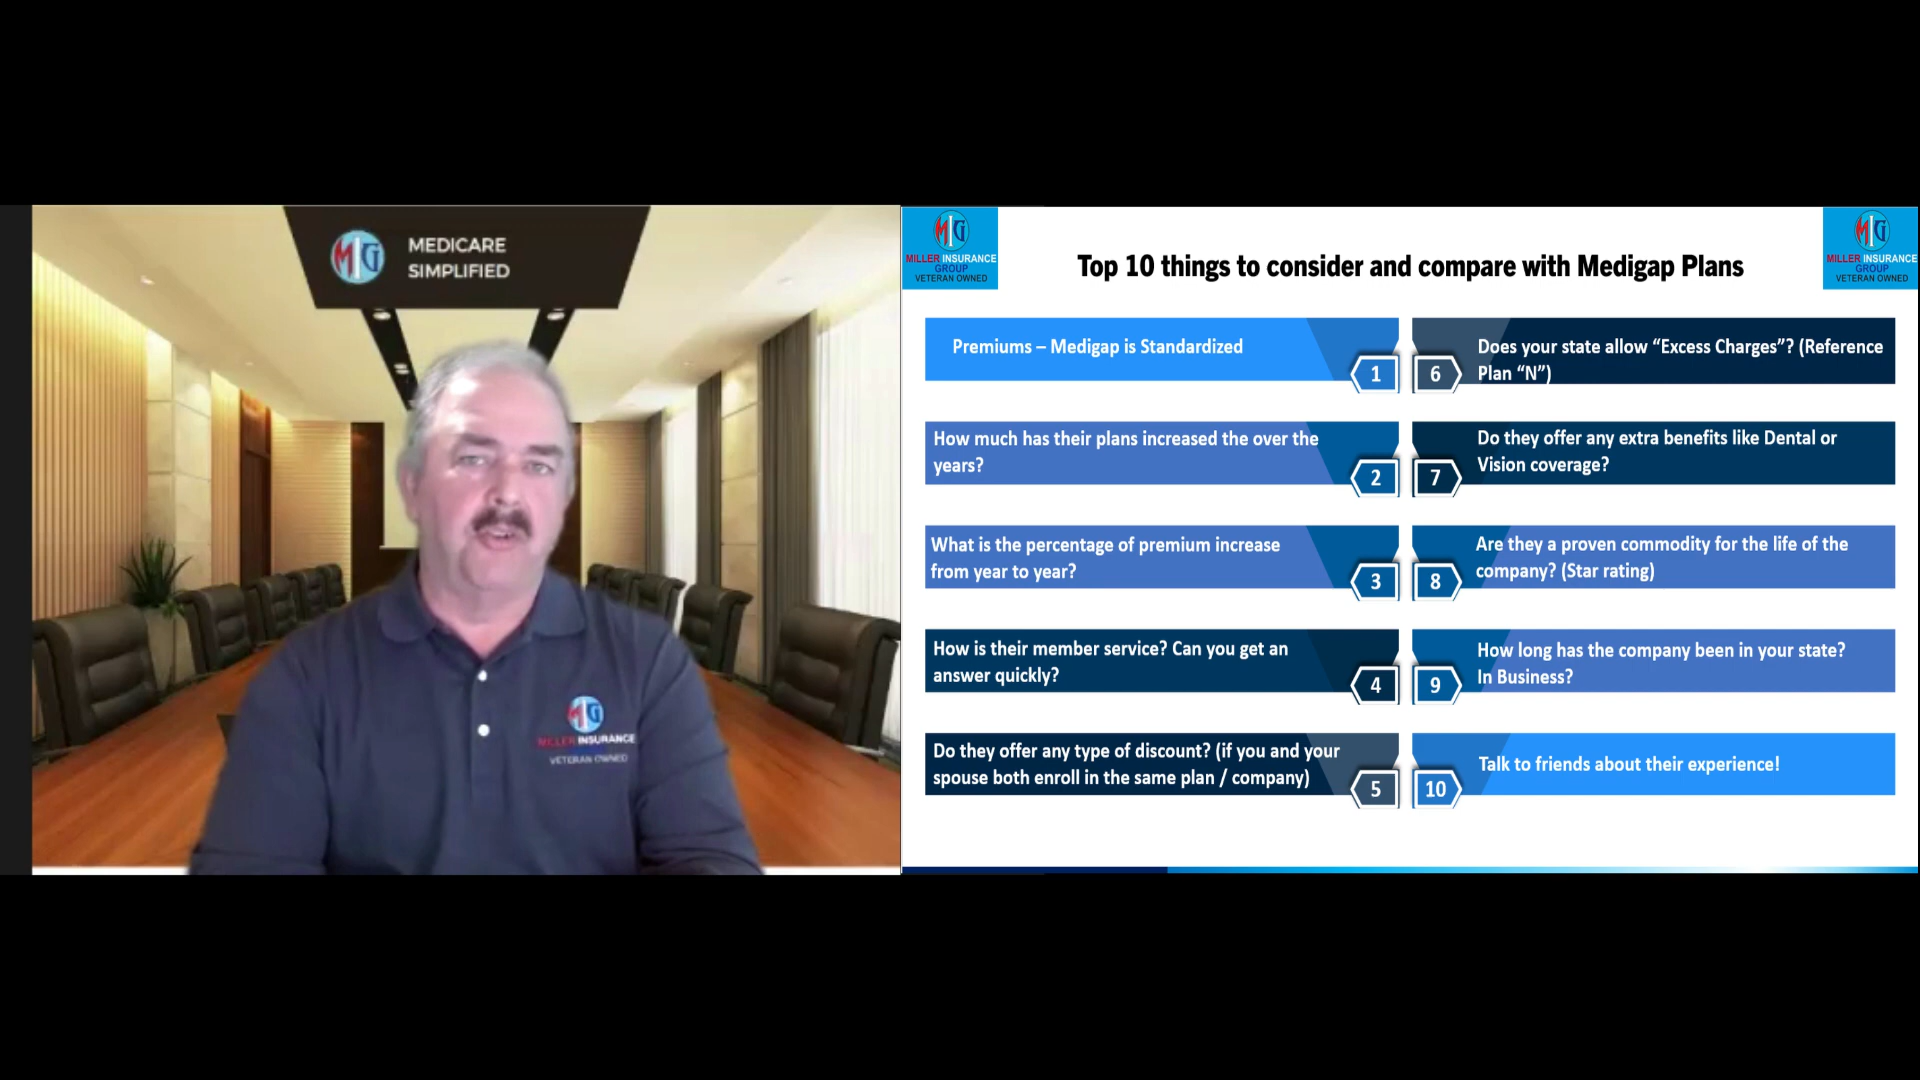 MIG
MEDICARE
SIMPLIFIED
MIG
MILLER INSURANCE
VETERAN OWNED
MIG
MILLER INSURANCE
GROUP
VETERAN OWNED
Top 10 things to consider and compare with Medigap Plans
MIG
MILLER INSURANCE
GROUP
VETERAN OWNED
Premiums – Medigap is Standardized
1
How much has their plans increased the over the
years?
2
What is the percentage of premium increase
from year to year?
3
How is their member service? Can you get an
answer quickly?
4
Do they offer any type of discount? (if you and your
spouse both enroll in the same plan / company)
5
Does your state allow “Excess Charges”? (Reference
Plan “N”)
6
Do they offer any extra benefits like Dental or
Vision coverage?
7
Are they a proven commodity for the life of the
company? (Star rating)
8
How long has the company been in your state?
In Business?
9
Talk to friends about their experience!
10